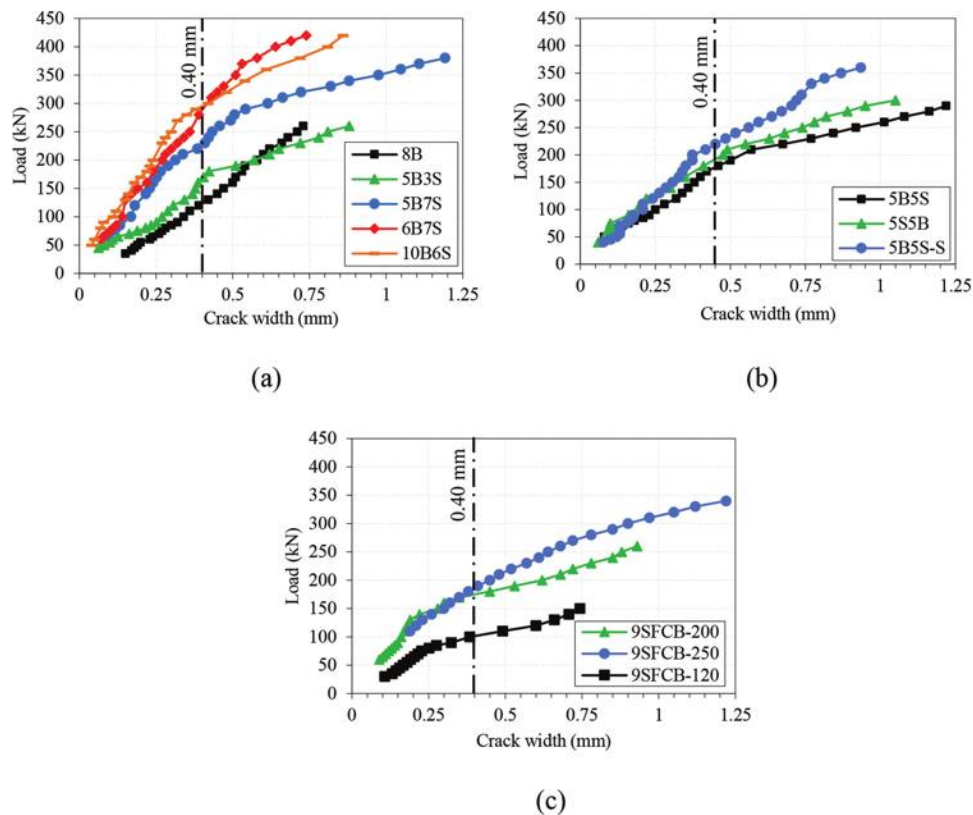 450
400
350
300
250
200
150
100
50
0
Load (kN)
0.40 mm
8B
5B3S
5B7S
6B7S
10B6S
0 0.25 0.5 0.75 1 1.25
Crack width (mm)
(a)
450
400
350
300
250
200
150
100
50
0
Load (kN)
0.40 mm
5B5S
5S5B
5B5S-S
0 0.25 0.5 0.75 1 1.25
Crack width (mm)
(b)
450
400
350
300
250
200
150
100
50
0
Load (kN)
0.40 mm
9SFCB-200
9SFCB-250
9SFCB-120
0 0.25 0.5 0.75 1 1.25
Crack width (mm)
(c)